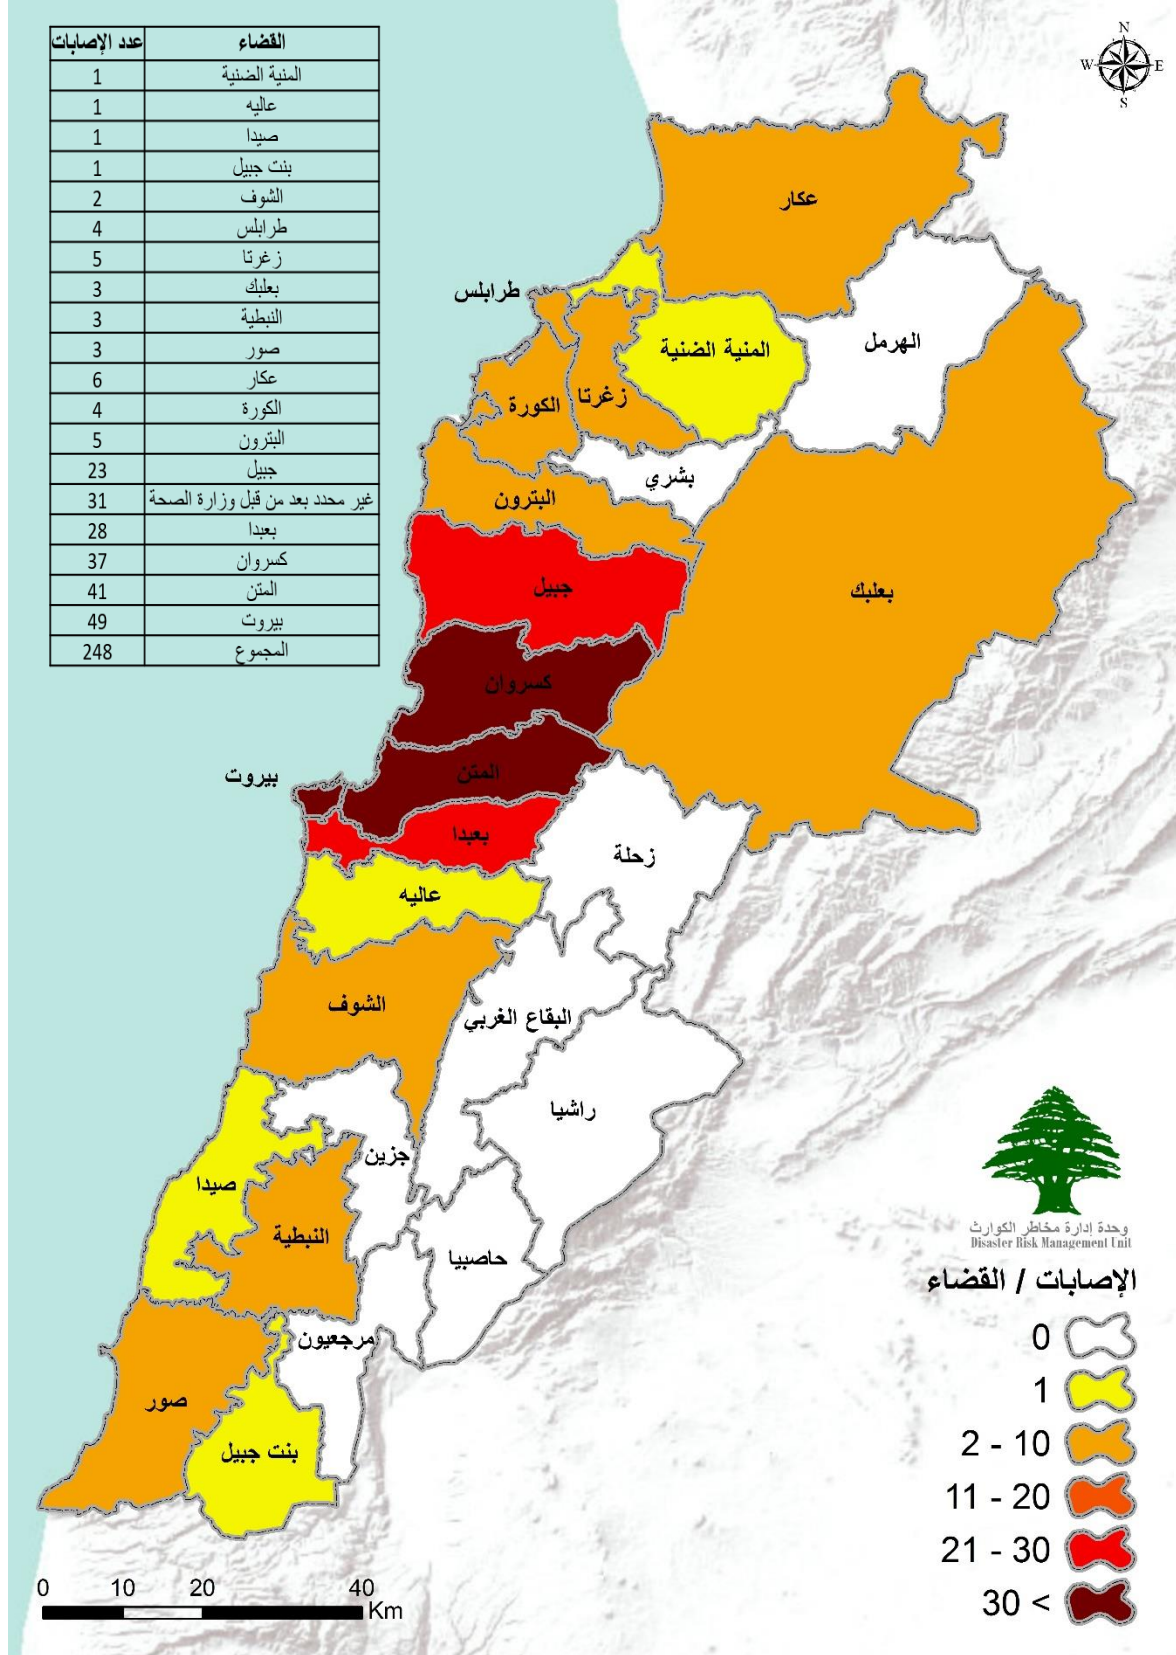 القضاء عدد الإصابات
المنية الضنية 1
عاليه 1
صيدا 1
بنت جبيل 1
الشوف 2
طرابلس 4
زغرتا 5
بعلبك 3
النبطية 3
صور 3
عكار 6
الكورة 4
البترون 5
جبيل 23
غير محدد بعد من قبل وزارة الصحة 31
بعبدا 28
كسروان 37
المتن 41
بيروت 49
المجموع 248
N
W E
S
عكار
طرابلس
الهرمل
المنية الضنية
زغرتا
الكورة
بشري
البترون
جبيل
بعلبك
كسروان
المتن
بيروت
بعبدا
زحلة
عاليه
الشوف
البقاع الغربي
راشيا
جزين
صيدا
النبطية
حاصبيا
مرجعيون
صور
بنت جبيل
وحدة إدارة مخاطر الكوارث
Disaster Risk Management Unit
الإصابات / القضاء
0
1
2 - 10
11 - 20
21 - 30
30 <
0 10 20 40
Km